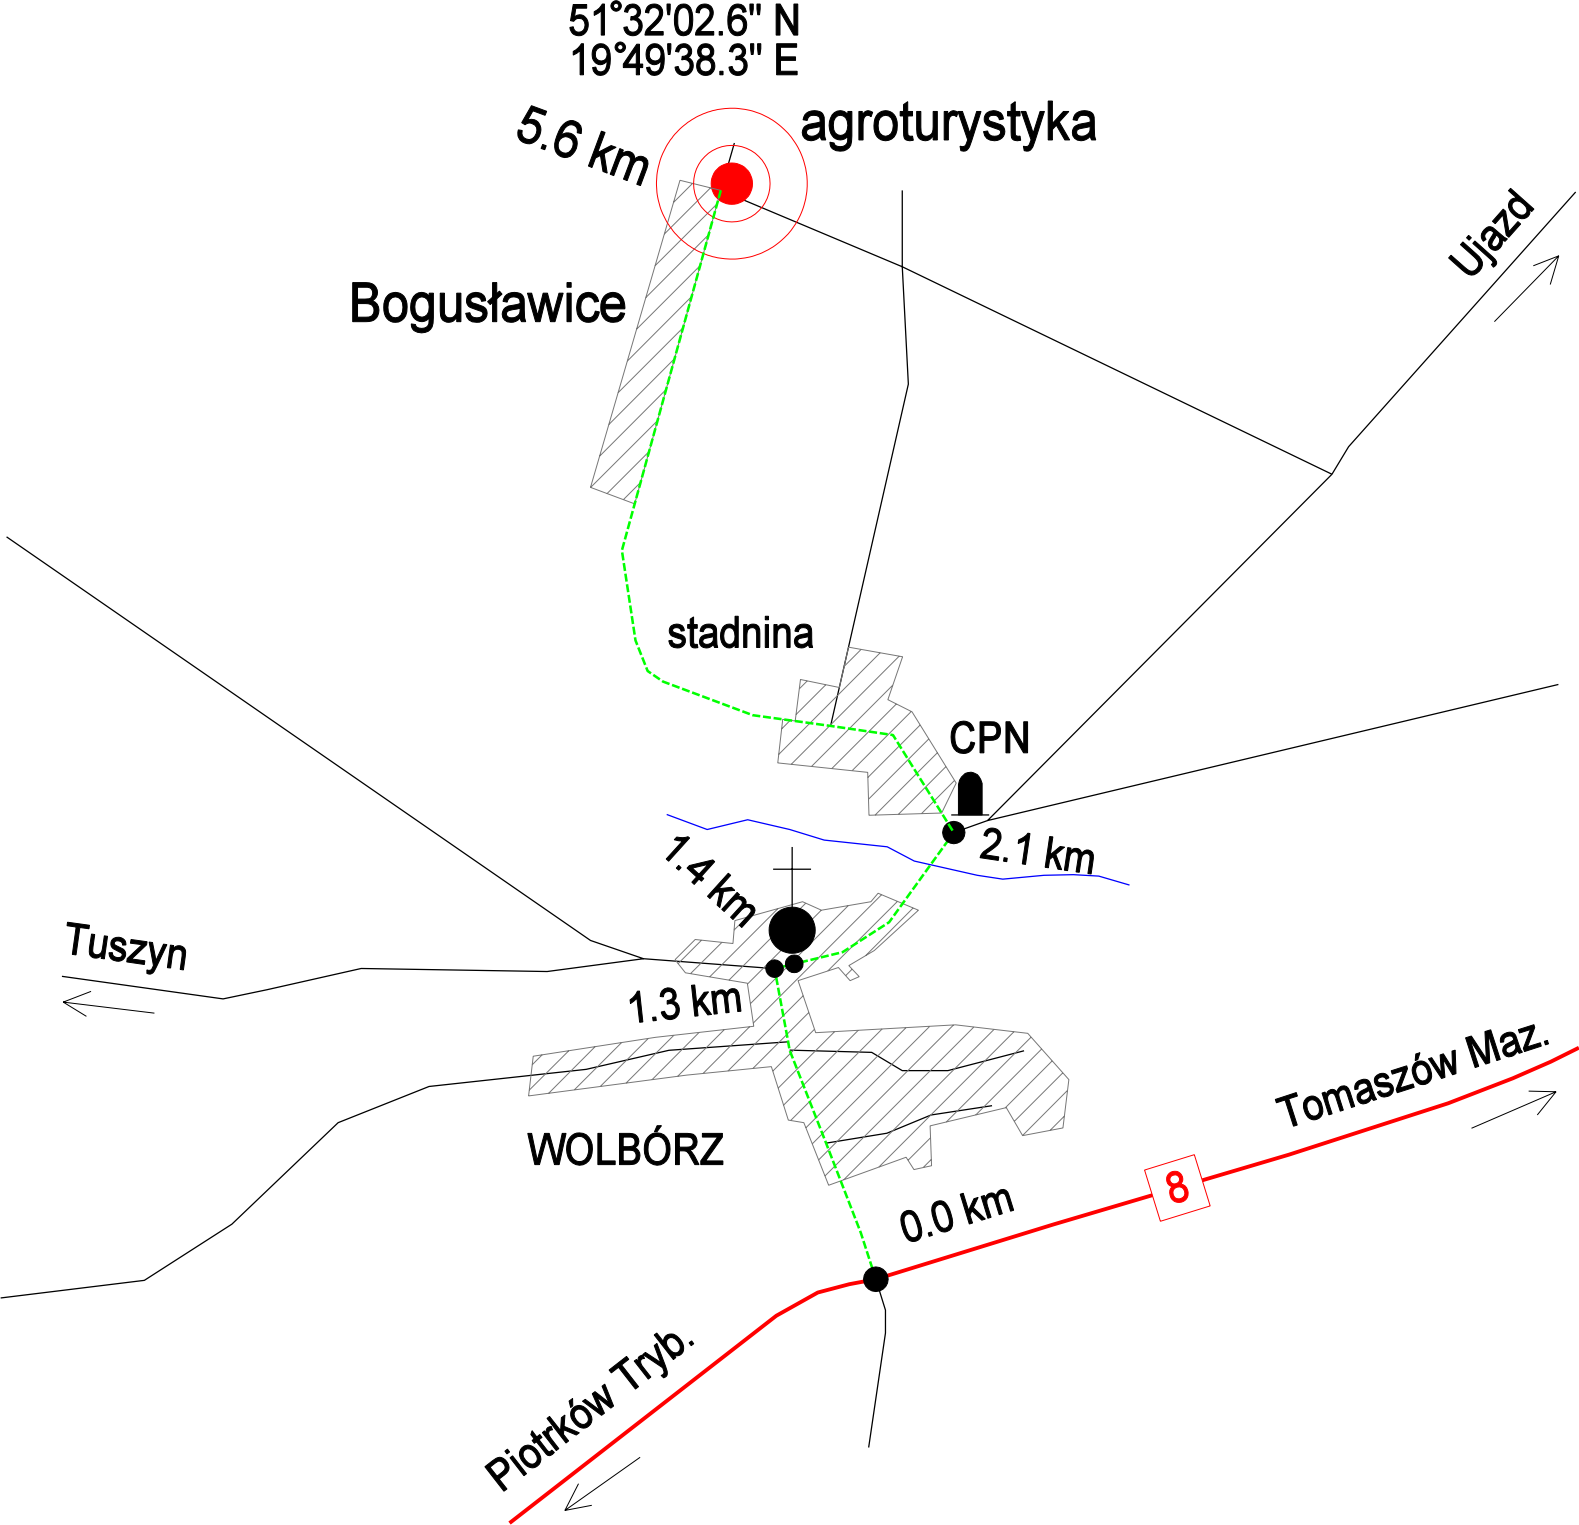 51°32'02.6" N
19°49'38.3" E
5.6 km
agroturystyka
Ujazd
Bogusławice
stadnina
CPN
2.1 km
1.4 km
Tuszyn
1.3 km
Tomaszów Maz.
WOLBÓRZ
8
0.0 km
Piotrków Tryb.